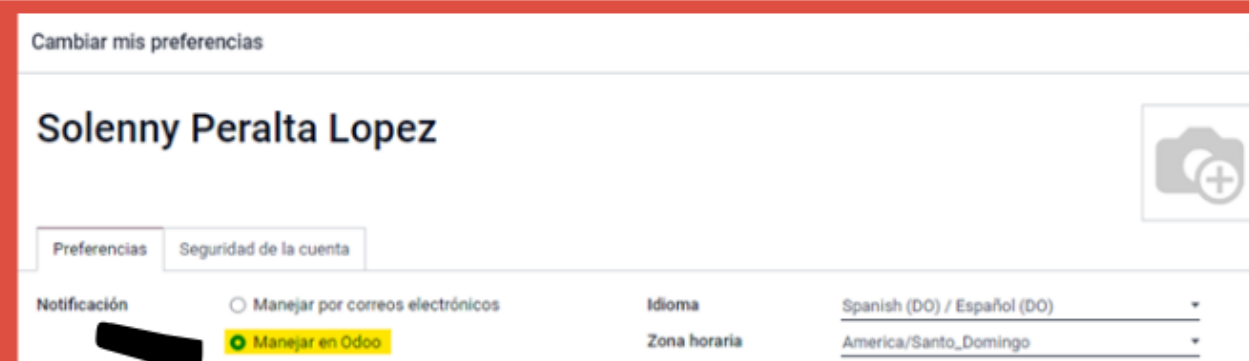 Cambiar mis preferencias
Solenny Peralta Lopez
Preferencias Seguridad de la cuenta
Notificación Manejar por correos electrónicos Idioma Spanish (DO) / Español (DO)
Manejar en Odoo Zona horaria America/Santo_Domingo